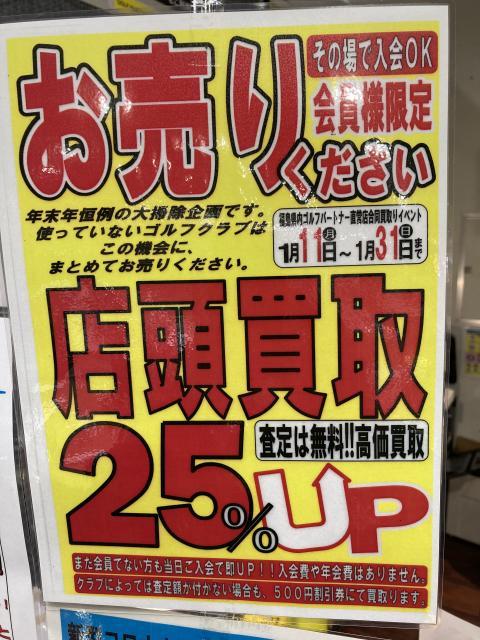 お売りください
その場で入会OK
会員様限定
年末年恒例の大掃除企画です。
使っていないゴルフクラブは
この機会に、
まとめてお売りください。
福島県内ゴルフパートナー直営店合同買取りイベント
1月11日(月)～1月31日(日)まで
店頭買取
25%UP
査定は無料!!高価買取
また会員でない方も当日ご入会で即UP！！入会費や年会費はありません。
クラブによっては査定額が付かない場合も、500円割引券にて買取ります。